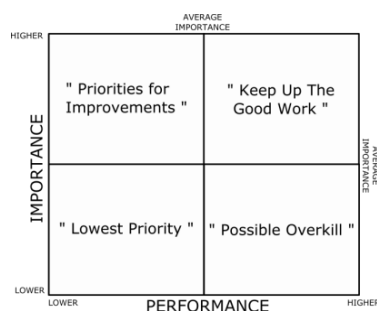 AVERAGE
IMPORTANCE
HIGHER
" Priorities for
Improvements "
" Keep Up The
Good Work "
IMPORTANCE
AVERAGE
IMPORTANCE
" Lowest Priority "
" Possible Overkill "
LOWER
LOWER
PERFORMANCE
HIGHER